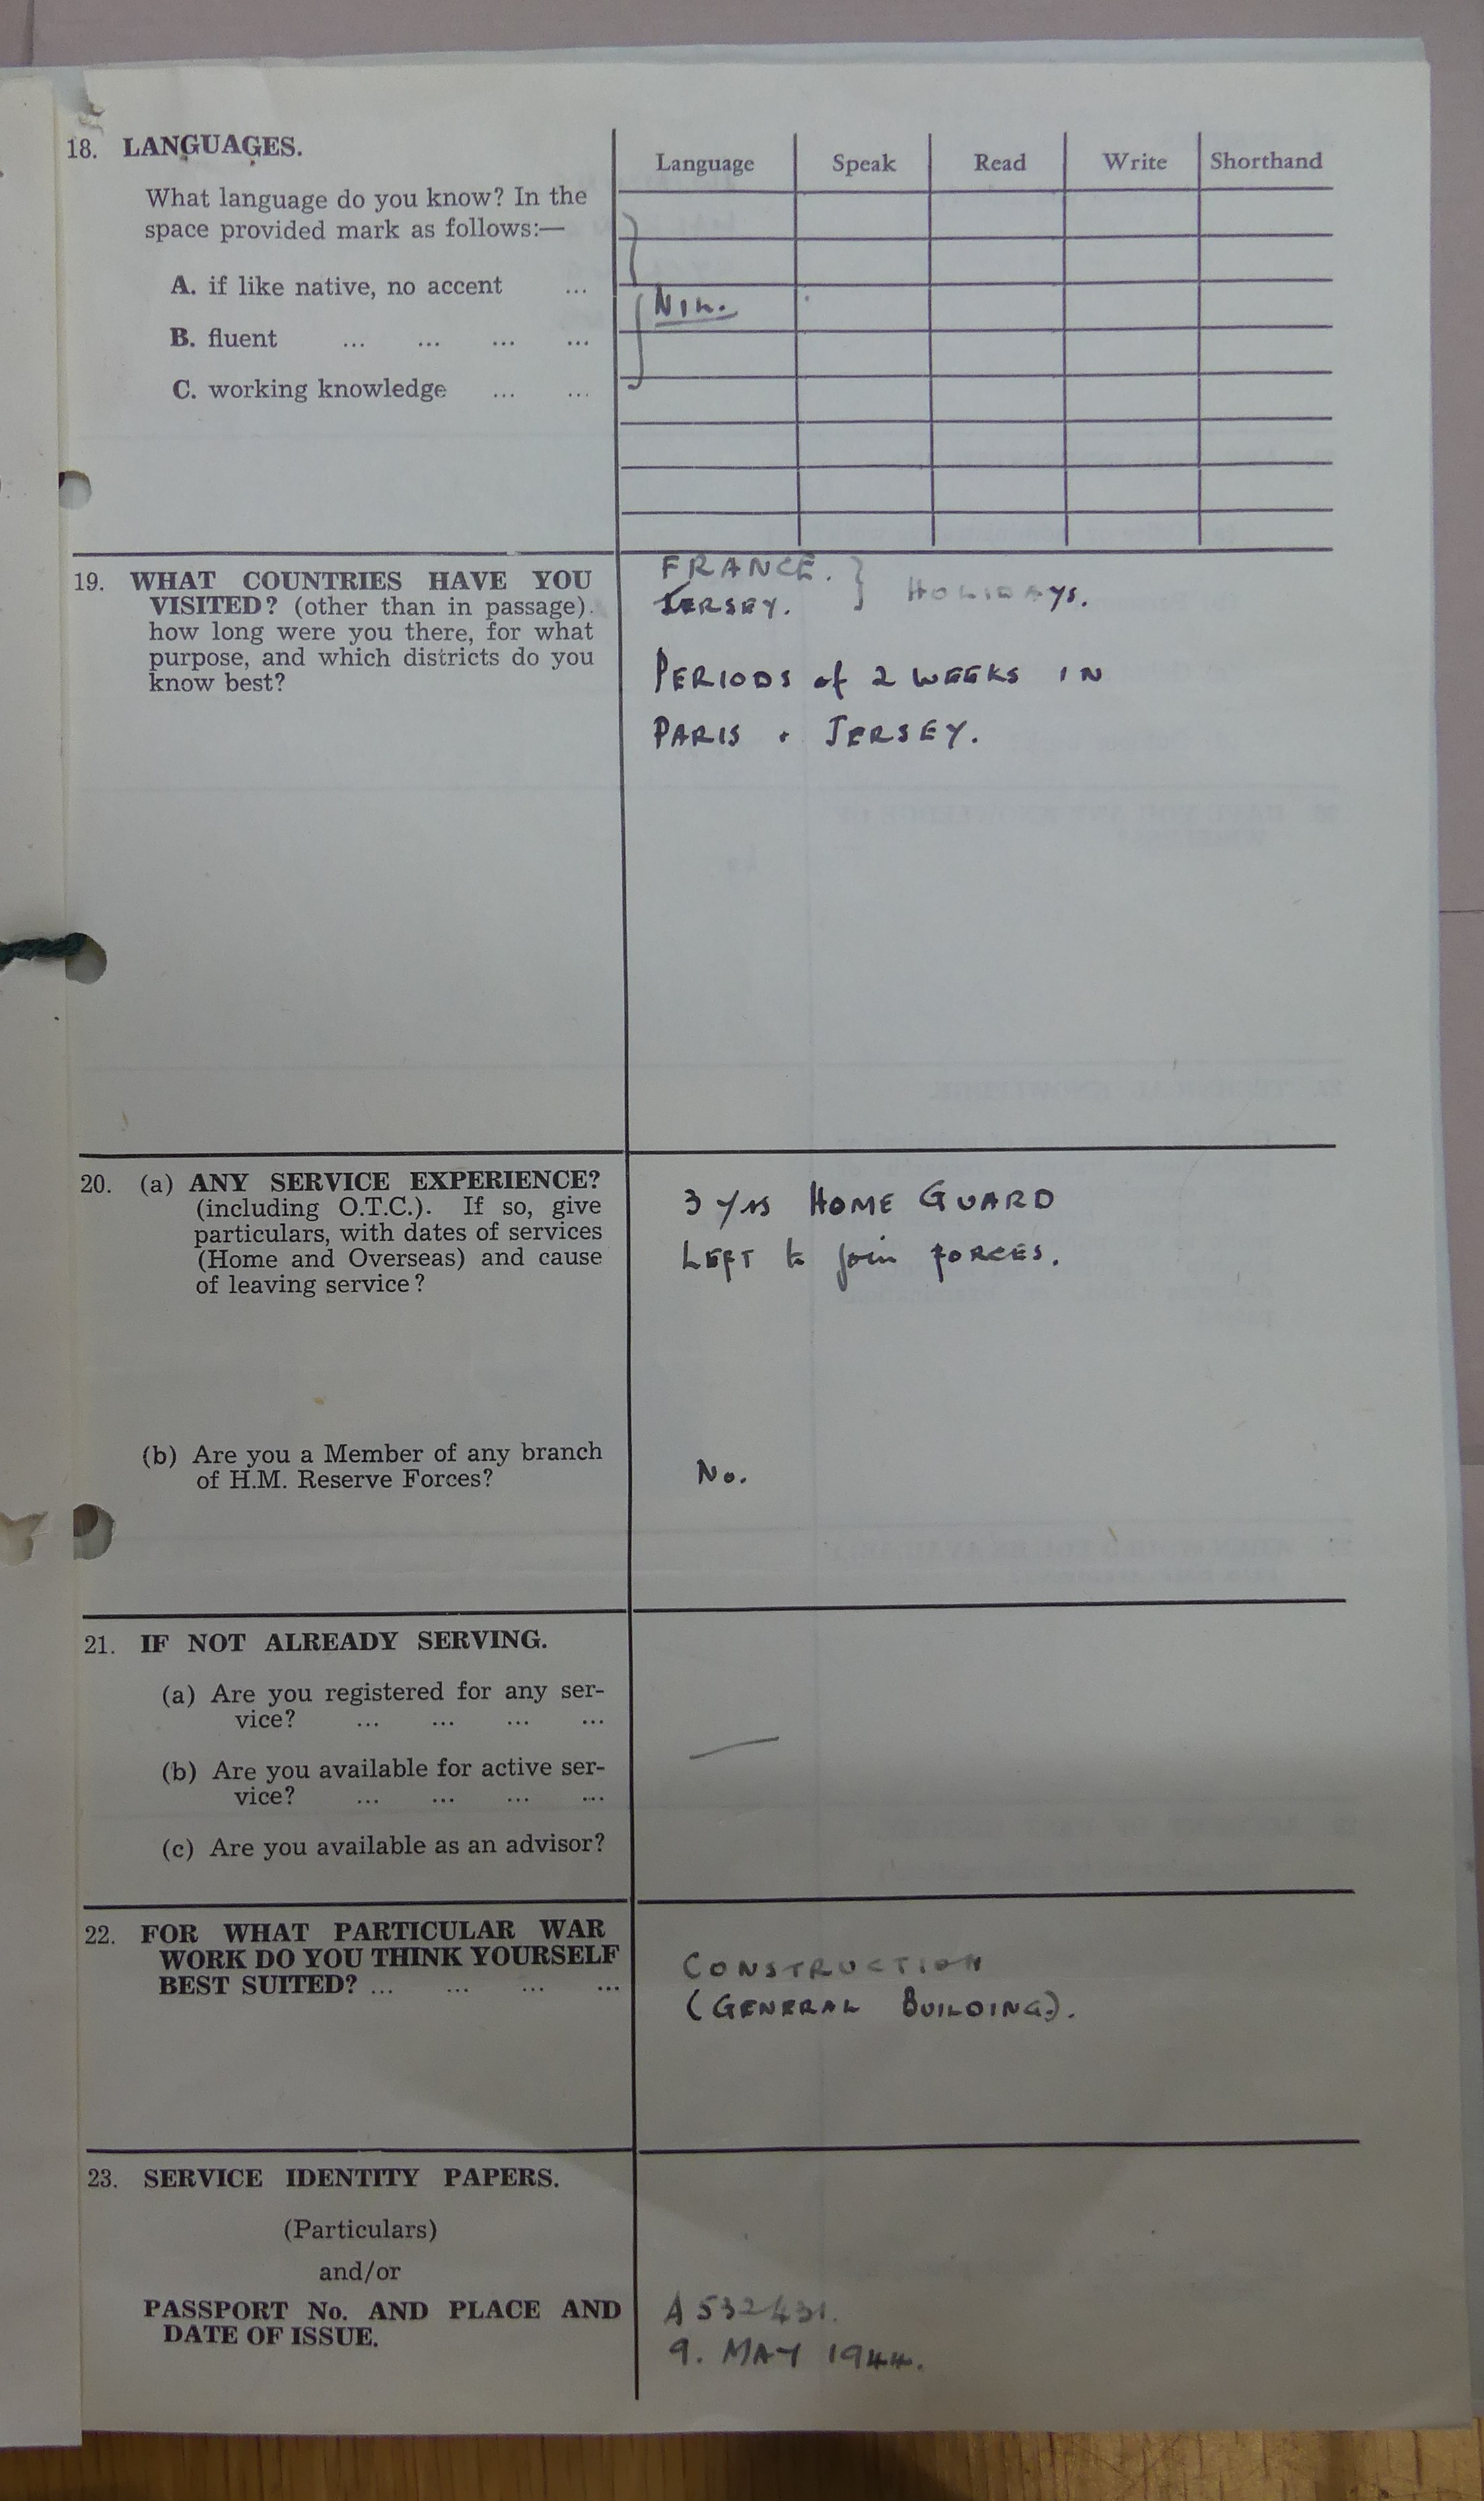 18. LANGUAGES.
What language do you know? In the
space provided mark as follows:—
A. if like native, no accent ...
B. fluent ... ... ... ...
C. working knowledge ... ...
Language Speak Read Write Shorthand
NIL.
19. WHAT COUNTRIES HAVE YOU
VISITED? (other than in passage).
how long were you there, for what
purpose, and which districts do you
know best?
FRANCE. } HOLIDAYS.
JERSEY.
PERIODS of 2 WEEKS IN
PARIS + JERSEY.
20. (a) ANY SERVICE EXPERIENCE?
(including O.T.C.). If so, give
particulars, with dates of services
(Home and Overseas) and cause
of leaving service?
3 yrs HOME GUARD
LEFT to join FORCES.
(b) Are you a Member of any branch
of H.M. Reserve Forces?
No.
21. IF NOT ALREADY SERVING.
(a) Are you registered for any ser-
vice? ... ... ... ...
(b) Are you available for active ser-
vice? ... ... ... ...
(c) Are you available as an advisor?
—
22. FOR WHAT PARTICULAR WAR
WORK DO YOU THINK YOURSELF
BEST SUITED? ... ... ... ...
CONSTRUCTION
(GENERAL BUILDING).
23. SERVICE IDENTITY PAPERS.
(Particulars)
and/or
PASSPORT No. AND PLACE AND
DATE OF ISSUE.
A 532431.
9. MAY 1944.